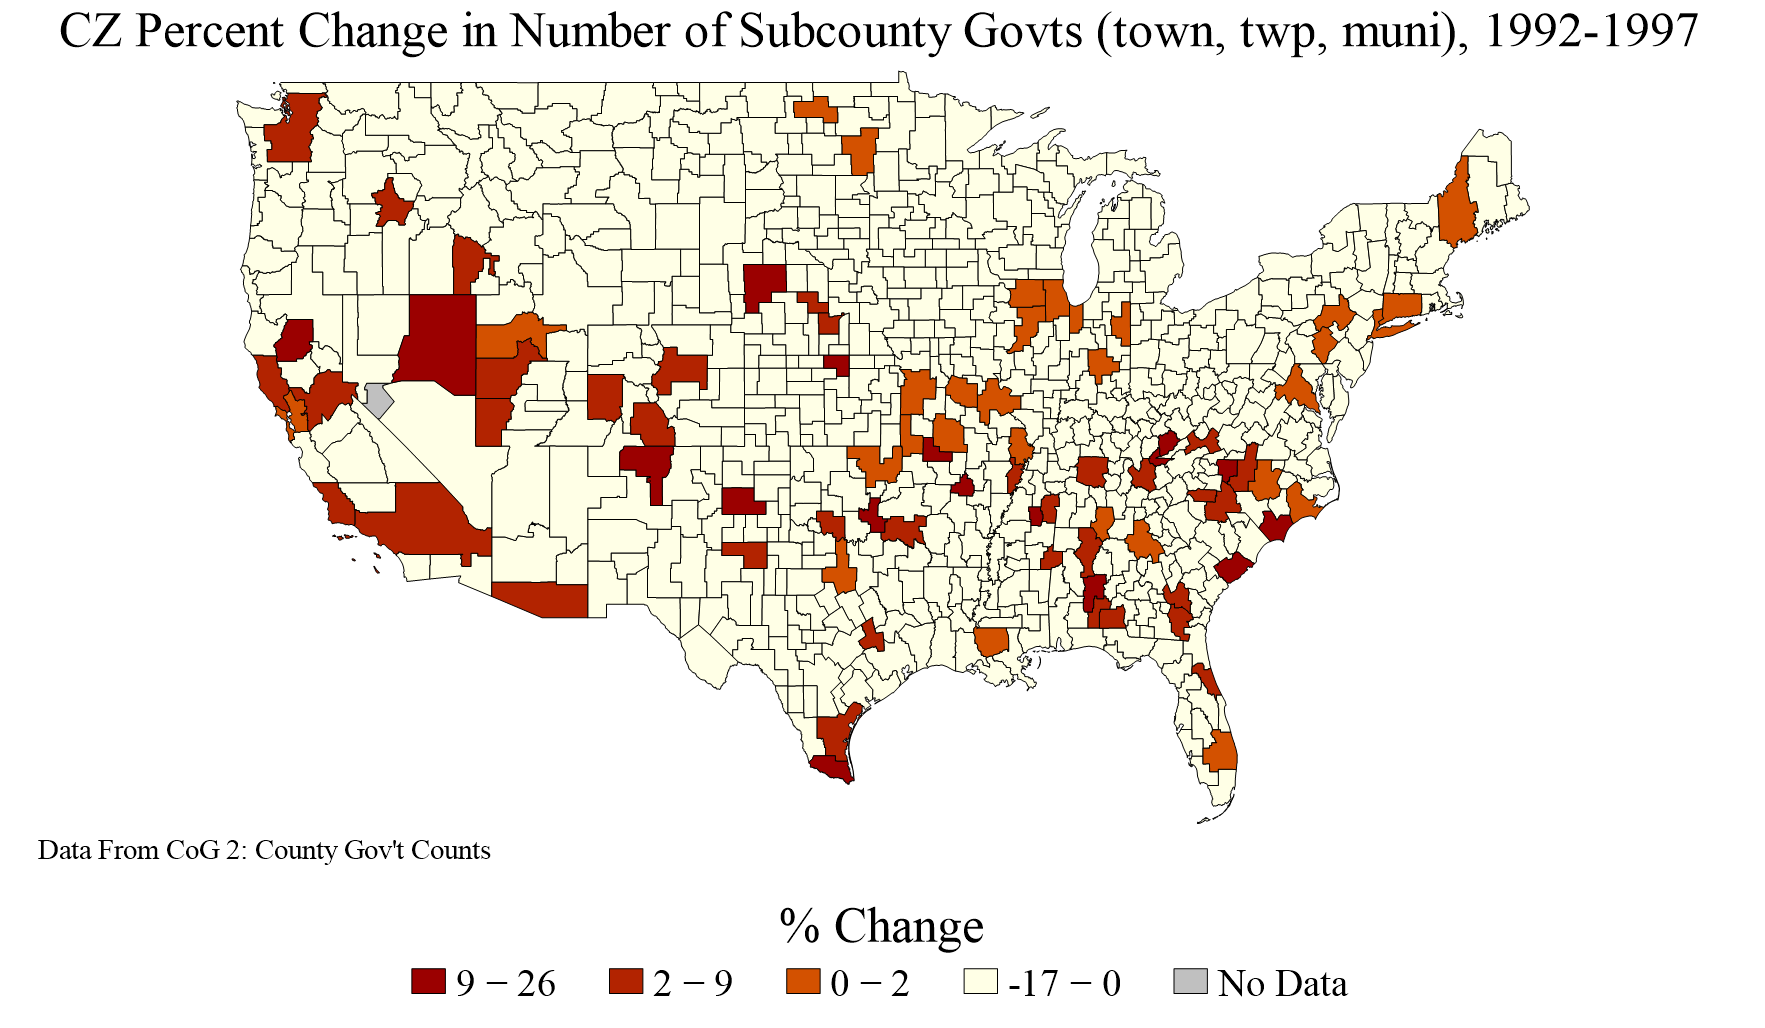 CZ Percent Change in Number of Subcounty Govts (town, twp, muni), 1992-1997
Data From CoG 2: County Gov't Counts
% Change
9 − 26 2 − 9 0 − 2 -17 − 0 No Data